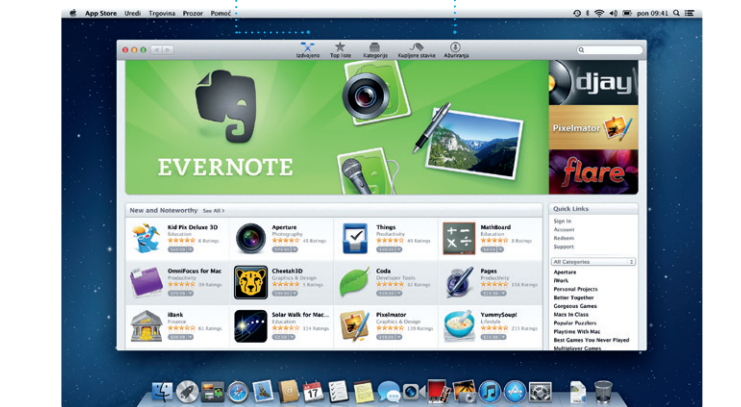 App Store Uredi Trgovina Prozor Pomoć pon 09:41
Izdvojeno Top liste Kategorije Kupljene stavke Ažuriranja
EVERNOTE
djay
Pixelmator
flare
New and Noteworthy See All >
Kid Pix Deluxe 3D
Education
Aperture
Photography
Things
Productivity
MathBoard
Education
OmniFocus for Mac
Productivity
Cheetah3D
Graphics & Design
Coda
Developer Tools
Pages
Productivity
iBank
Finance
Solar Walk for Mac...
Education
Pixelmator
Graphics & Design
YummySoup!
Lifestyle
Quick Links
Sign In
Account
Redeem
Support
All Categories
Aperture
iWork
Personal Projects
Better Together
Gorgeous Games
Macs In Class
Popular Puzzlers
Playtime With Mac
Best Games You Never Played
Multiplayer Games
17